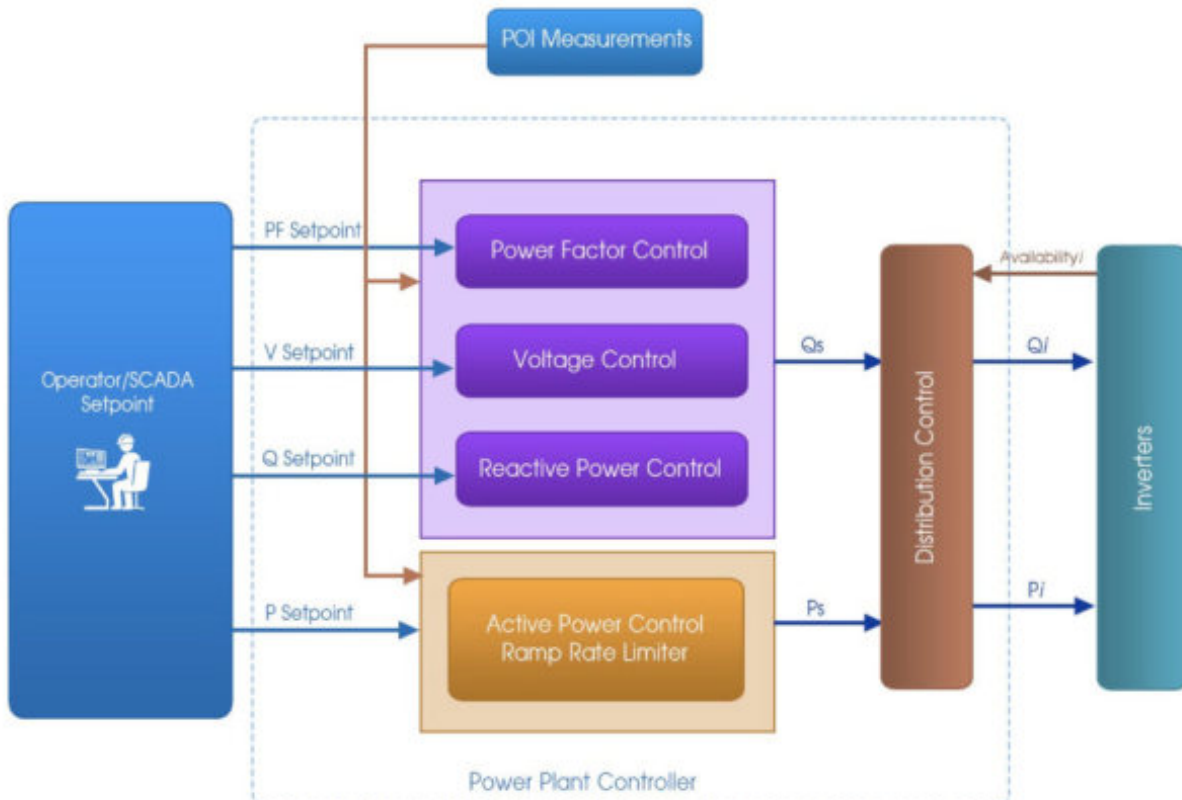 POI Measurements
PF Setpoint
Power Factor Control
Availabilityi
V Setpoint
Voltage Control
Qs
Qi
Operator/SCADA
Setpoint
Q Setpoint
Reactive Power Control
Distribution Control
Inverters
P Setpoint
Active Power Control
Ramp Rate Limiter
Ps
Pi
Power Plant Controller